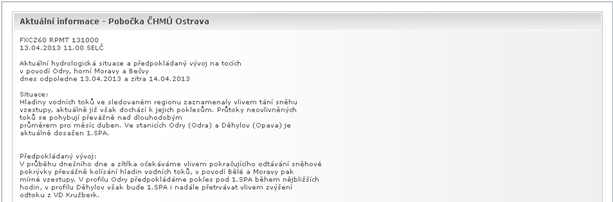 Aktuální informace - Pobočka ČHMÚ Ostrava
FXCZ60 RPMT 131000
13.04.2013 11.00 SELČ
Aktuální hydrologická situace a předpokládaný vývoj na tocích
v povodí Odry, horní Moravy a Bečvy
dnes odpoledne 13.04.2013 a zítra 14.04.2013
Situace:
Hladiny vodních toků ve sledovaném regionu zaznamenaly vlivem tání sněhu
vzestupy, aktuálně již však dochází k jejich poklesům. Průtoky neovlivněných
toků se pohybují převážně nad dlouhodobým
průměrem pro měsíc duben. Ve stanicích Odry (Odra) a Děhylov (Opava) je
aktuálně dosažen 1.SPA.
Předpokládaný vývoj:
V průběhu dnešního dne a zítřka očekáváme vlivem pokračujícího odtávání sněhové
pokrývky převážně kolísání hladin vodních toků, v povodí Bělé a Moravy pak
mírné vzestupy. V profilu Odry předpokládáme pokles pod 1.SPA během nějbližších
hodin, v profilu Děhylov však bude 1.SPA i nadále přetrvávat vlivem zvýšení
odtoku z VD Kružberk.